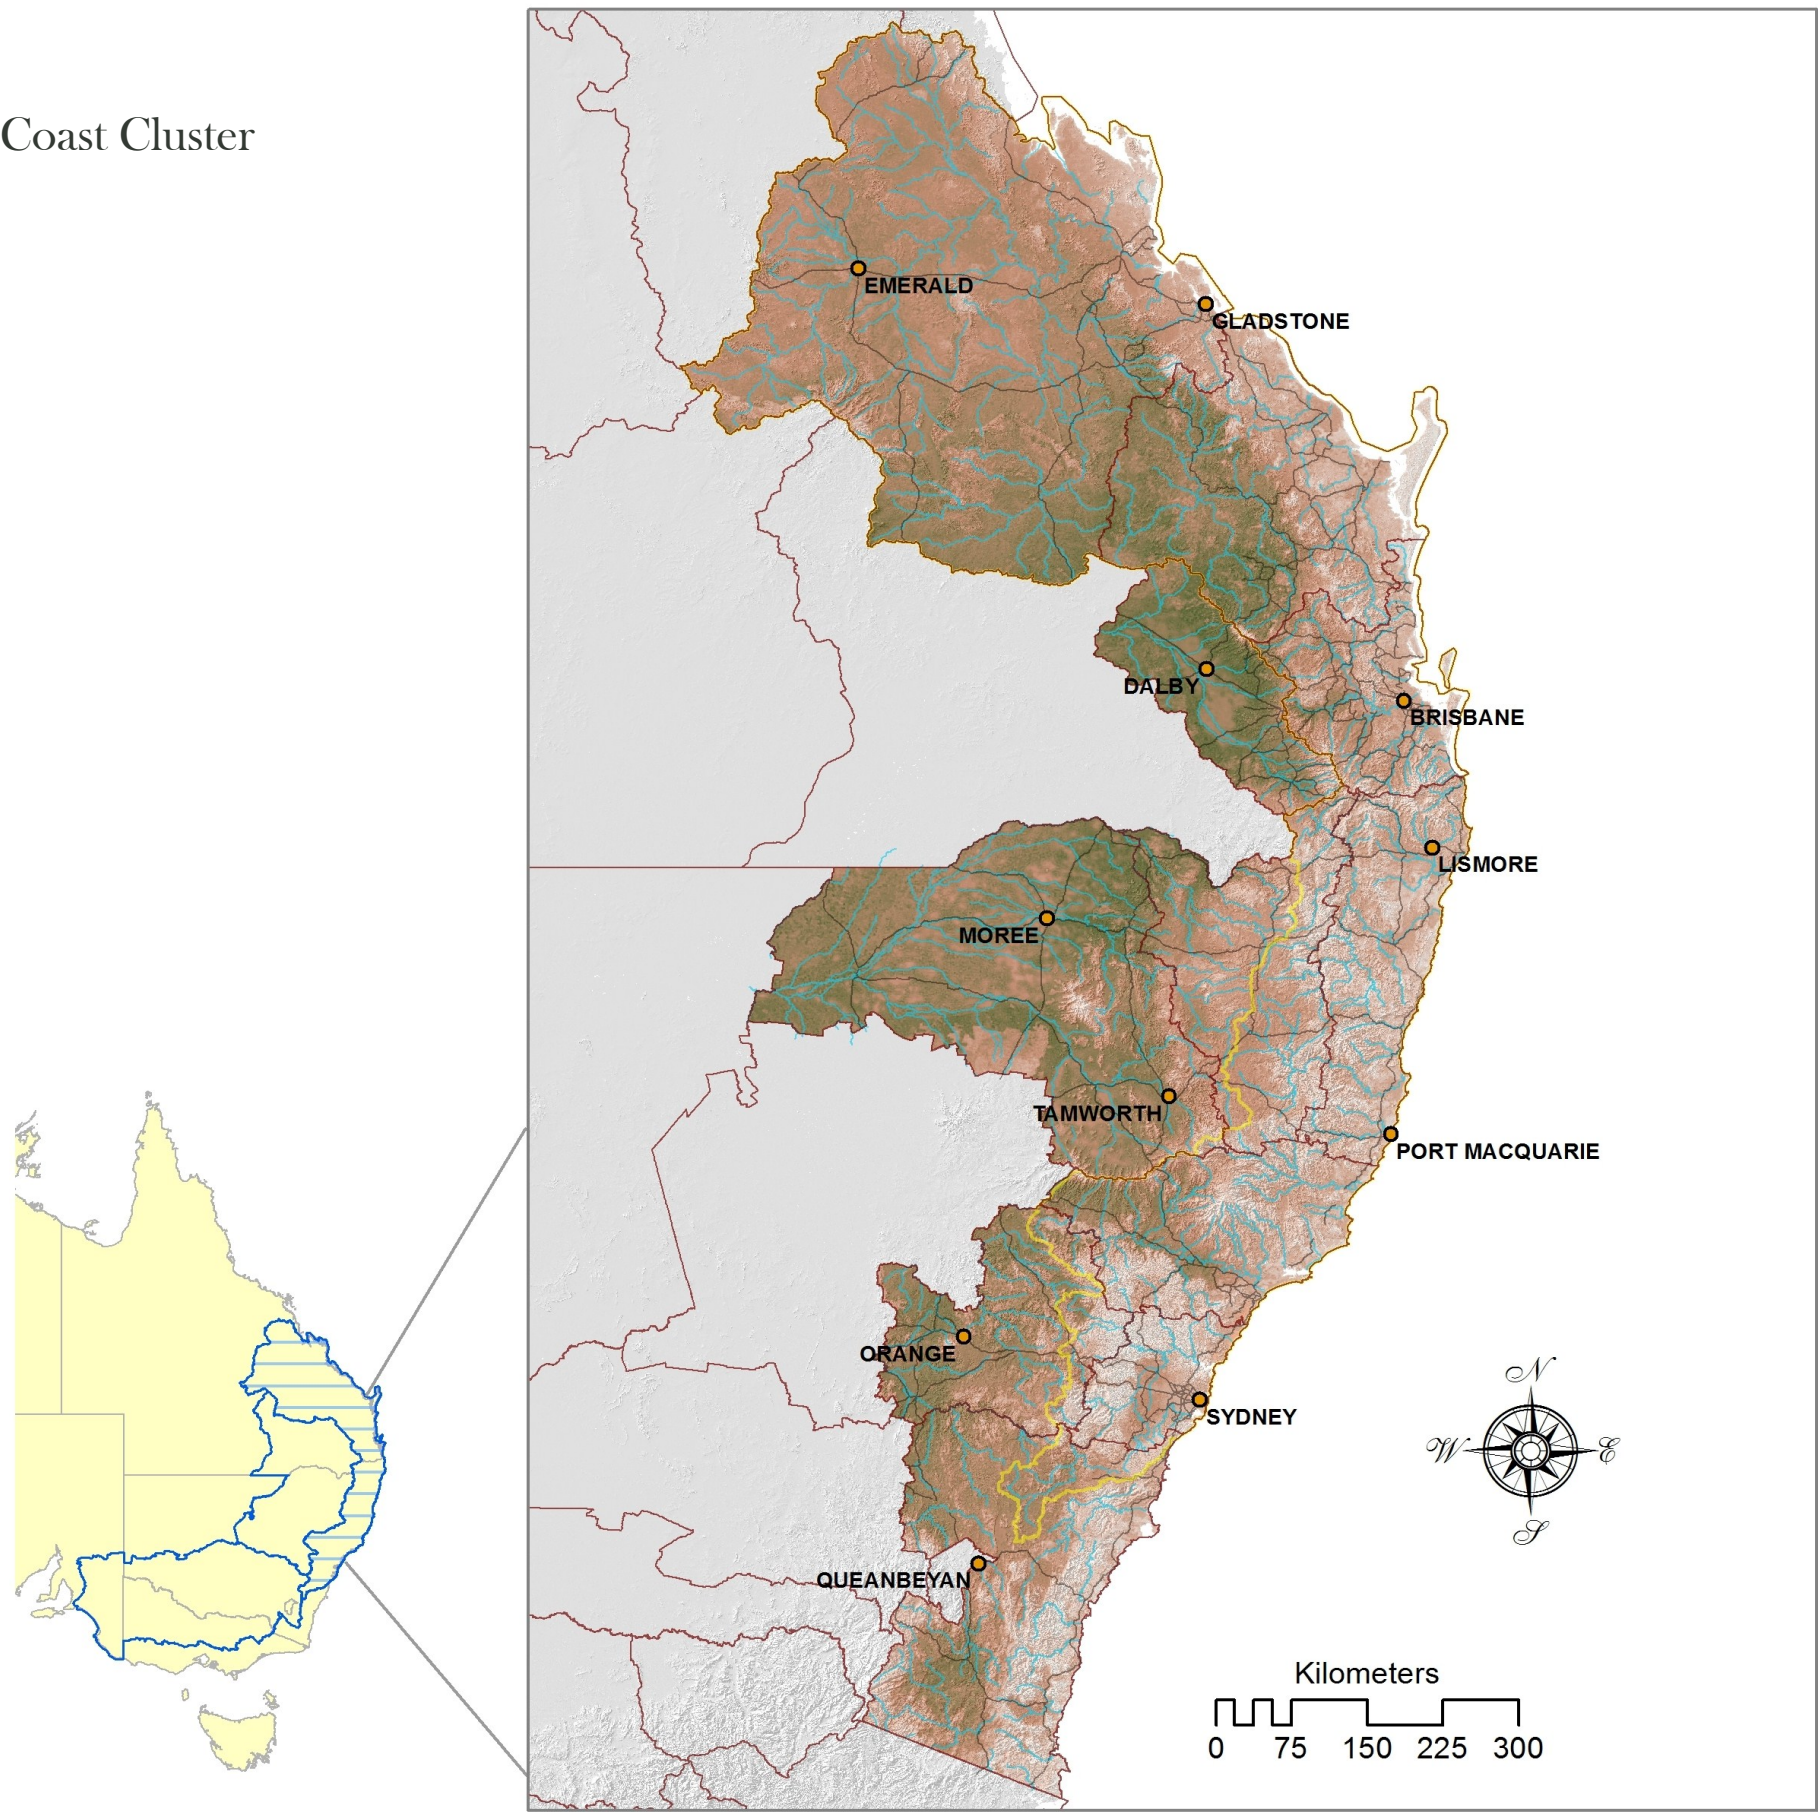 Coast Cluster
EMERALD
GLADSTONE
DALBY
BRISBANE
LISMORE
MOREE
TAMWORTH
PORT MACQUARIE
ORANGE
SYDNEY
QUEANBEYAN
N
W E
S
Kilometers
0 75 150 225 300